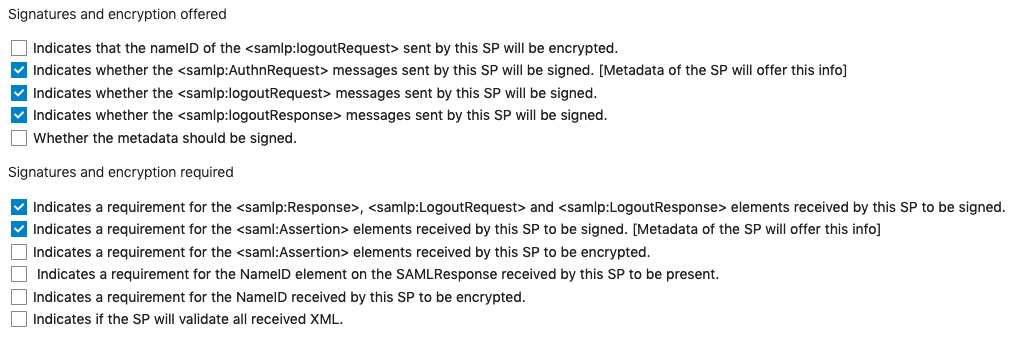 Signatures and encryption offered
Indicates that the nameID of the <samlp:logoutRequest> sent by this SP will be encrypted.
Indicates whether the <samlp:AuthnRequest> messages sent by this SP will be signed. [Metadata of the SP will offer this info]
Indicates whether the <samlp:logoutRequest> messages sent by this SP will be signed.
Indicates whether the <samlp:logoutResponse> messages sent by this SP will be signed.
Whether the metadata should be signed.
Signatures and encryption required
Indicates a requirement for the <samlp:Response>, <samlp:LogoutRequest> and <samlp:LogoutResponse> elements received by this SP to be signed.
Indicates a requirement for the <saml:Assertion> elements received by this SP to be signed. [Metadata of the SP will offer this info]
Indicates a requirement for the <saml:Assertion> elements received by this SP to be encrypted.
Indicates a requirement for the NameID element on the SAMLResponse received by this SP to be present.
Indicates a requirement for the NameID received by this SP to be encrypted.
Indicates if the SP will validate all received XML.